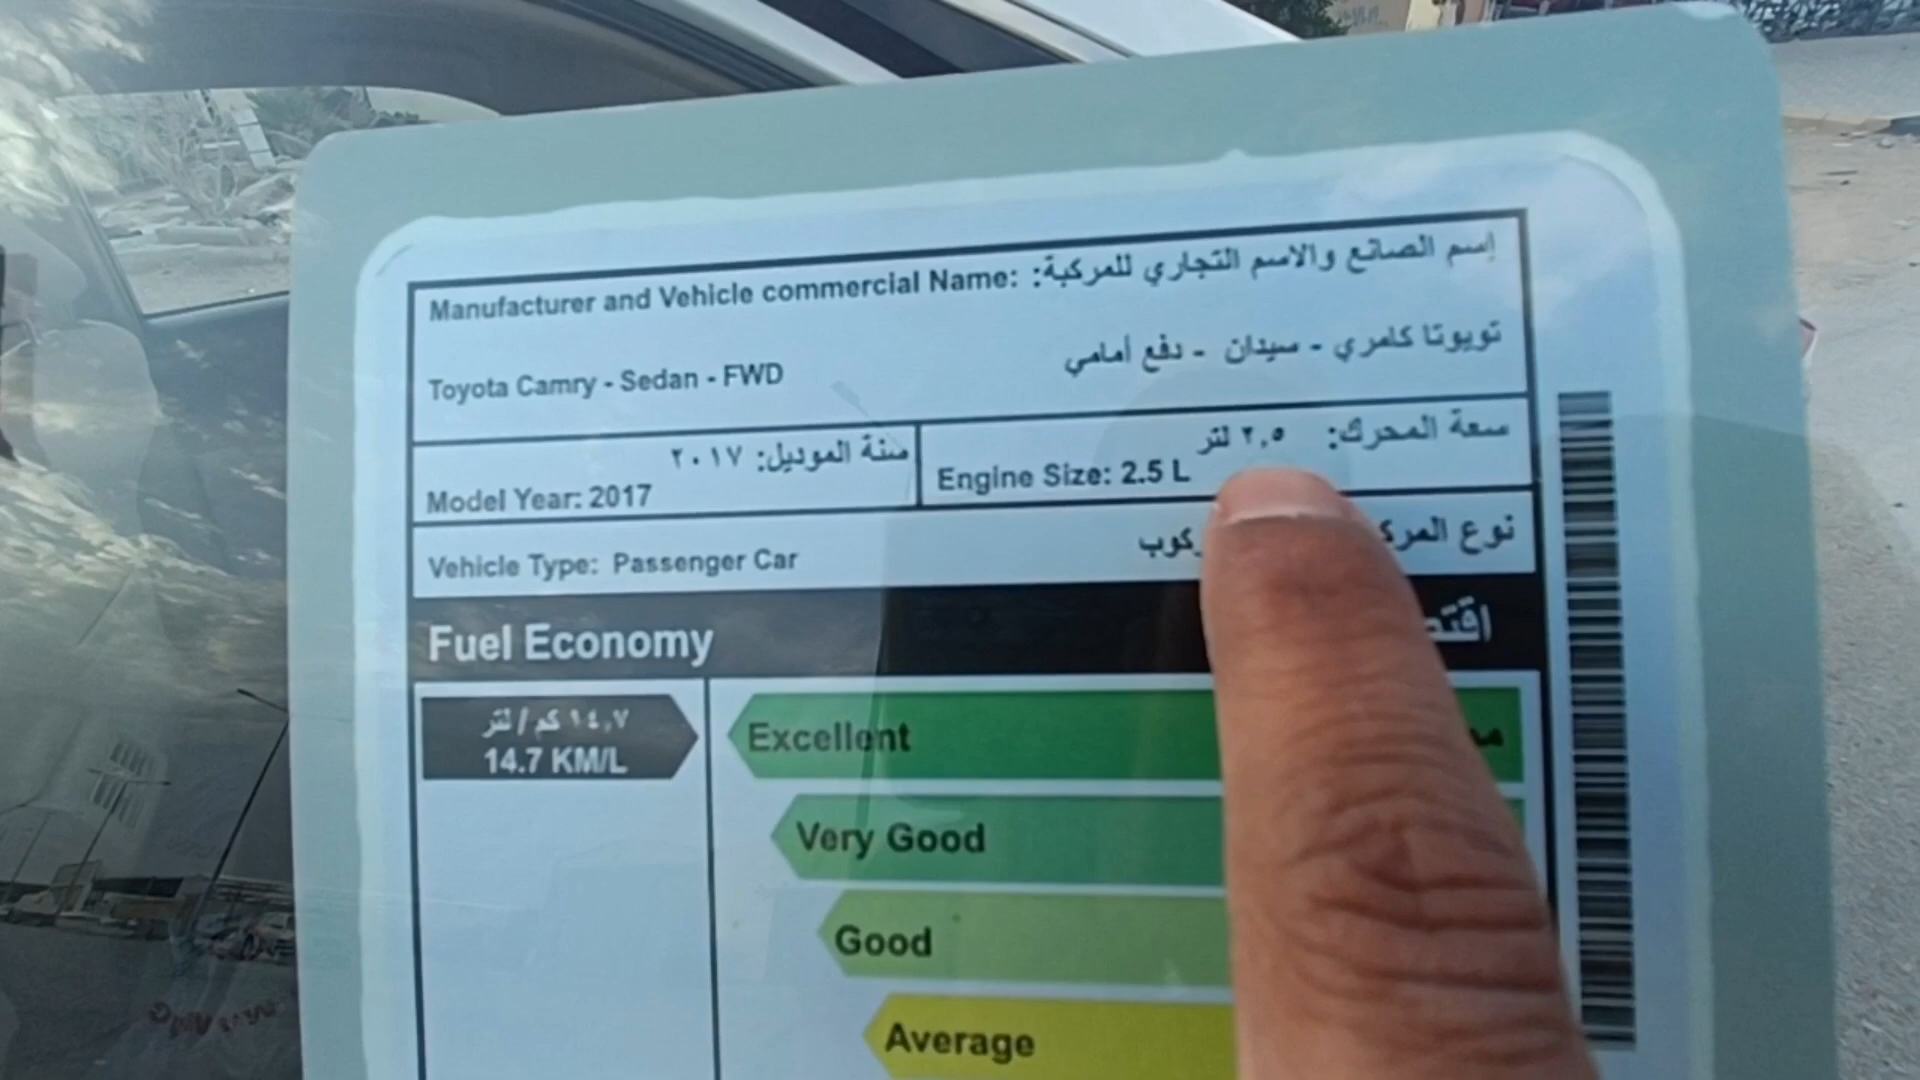 Manufacturer and Vehicle commercial Name: إسم الصانع والاسم التجاري للمركبة:
تويوتا كامري - سيدان - دفع أمامي
Toyota Camry - Sedan - FWD
سنة الموديل: ٢٠١٧
Model Year: 2017
سعة المحرك: ٢,٥ لتر
Engine Size: 2.5 L
Vehicle Type: Passenger Car
نوع
Fuel Economy
١٤,٧ كم/لتر
14.7 KM/L
Excellent
Very Good
Good
Average